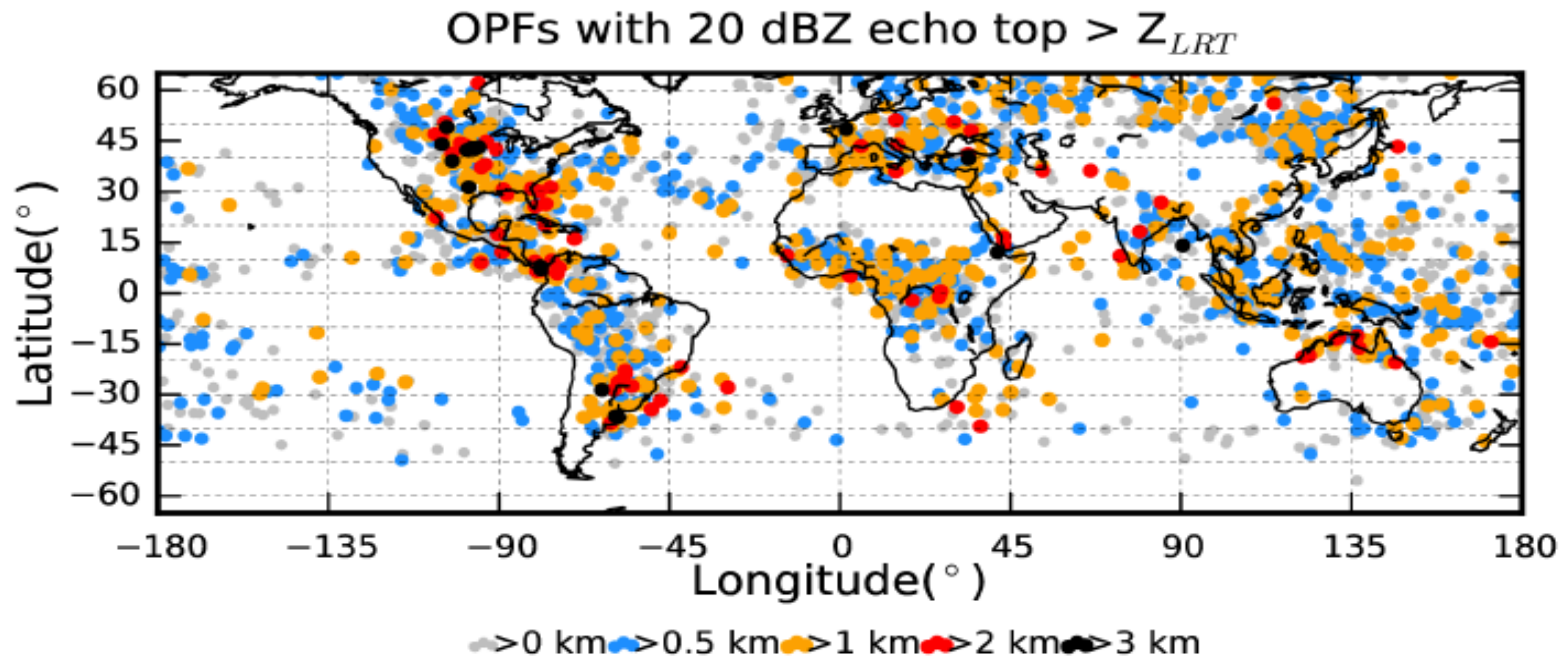 OPFs with 20 dBZ echo top > Z_LRT
60
45
30
15
0
−15
−30
−45
−60
Latitude(°)
−180 −135 −90 −45 0 45 90 135 180
Longitude(°)
>0 km >0.5 km >1 km >2 km >3 km